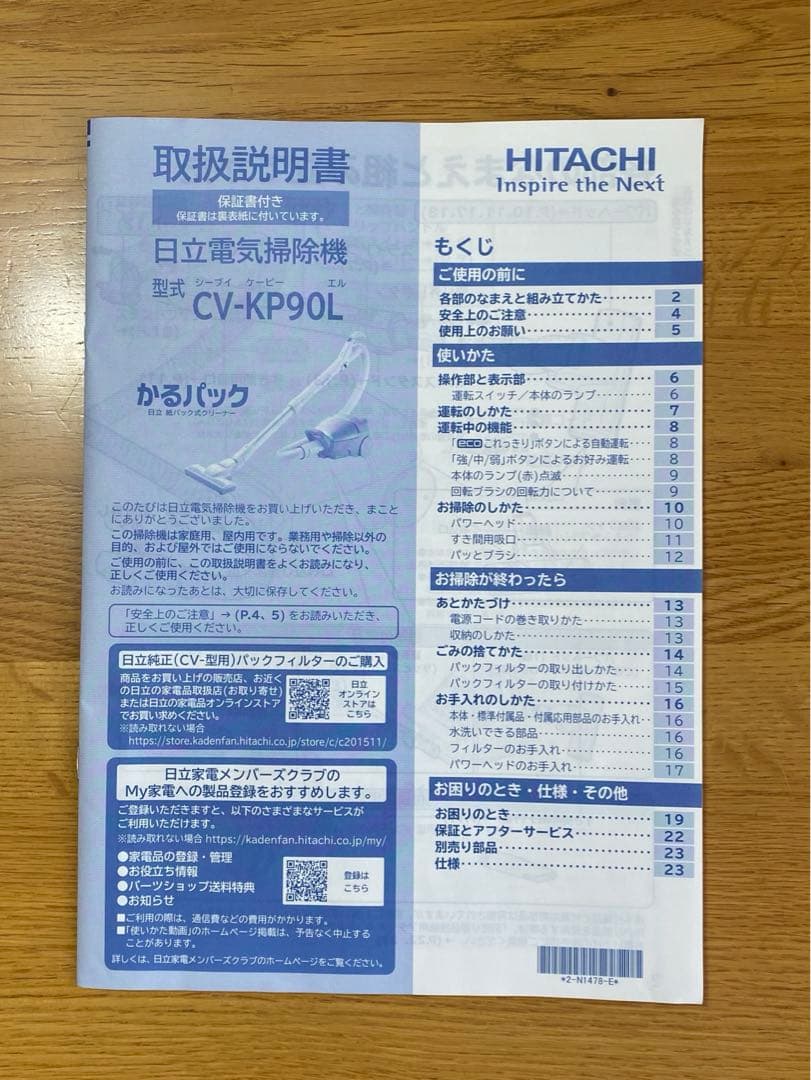 取扱説明書
保証書付き
保証書は裏表紙に付いています。
日立電気掃除機
シーブイ ケーピー エル
型式 CV-KP90L
かるパック
日立 紙パック式クリーナー
このたびは日立電気掃除機をお買い上げいただき、まこと
にありがとうございました。
この掃除機は家庭用、屋内用です。業務用や掃除以外の
目的、および屋外ではご使用にならないでください。
ご使用の前に、この取扱説明書をよくお読みになり、
正しくご使用ください。
お読みになったあとは、大切に保存してください。
「安全上のご注意」→(P.4、5)をお読みいただき、
正しくご使用ください。
日立純正(CV-型用)パックフィルターのご購入
商品をお買い上げの販売店、お近く
の日立の家電品取扱店(お取り寄せ)
または日立の家電品オンラインストア
でお買い求めください。
※読み取れない場合
https://store.kadenfan.hitachi.co.jp/store/c/c201511/
日立
オンライン
ストアは
こちら
日立家電メンバーズクラブの
My家電への製品登録をおすすめします。
ご登録いただきますと、以下のさまざまなサービスが
ご利用いただけます。
※読み取れない場合 https://kadenfan.hitachi.co.jp/my/
●家電品の登録・管理
●お役立ち情報
●パーツショップ送料特典
●お知らせ
登録は
こちら
■ご利用の際は、通信費などの費用がかかります。
■「使いかた動画」のホームページ掲載は、予告なく中止する
ことがあります。
詳しくは、日立家電メンバーズクラブのホームページをご覧ください。
HITACHI
Inspire the Next
もくじ
ご使用の前に
各部のなまえと組み立てかた‥‥‥‥ 2
安全上のご注意‥‥‥‥‥‥‥‥ 4
使用上のお願い‥‥‥‥‥‥‥‥ 5
使いかた
操作部と表示部‥‥‥‥‥‥‥‥ 6
運転スイッチ／本体のランプ‥‥‥‥ 6
運転のしかた‥‥‥‥‥‥‥‥ 7
運転中の機能‥‥‥‥‥‥‥‥ 8
「ecoこれっきり」ボタンによる自動運転‥‥ 8
「強/中/弱」ボタンによるお好み運転‥‥ 8
本体のランプ(赤)点滅‥‥‥‥‥‥ 9
回転ブラシの回転力について‥‥‥‥ 9
お掃除のしかた‥‥‥‥‥‥‥‥ 10
パワーヘッド‥‥‥‥‥‥‥‥ 10
すき間用吸口‥‥‥‥‥‥‥‥ 11
パッとブラシ‥‥‥‥‥‥‥‥ 12
お掃除が終わったら
あとかたづけ‥‥‥‥‥‥‥‥ 13
電源コードの巻き取りかた‥‥‥‥ 13
収納のしかた‥‥‥‥‥‥‥‥ 13
ごみの捨てかた‥‥‥‥‥‥‥‥ 14
パックフィルターの取り出しかた‥‥‥ 14
パックフィルターの取り付けかた‥‥‥ 15
お手入れのしかた‥‥‥‥‥‥‥ 16
本体・標準付属品・付属応用部品のお手入れ‥ 16
水洗いできる部品‥‥‥‥‥‥‥ 16
フィルターのお手入れ‥‥‥‥‥‥ 16
パワーヘッドのお手入れ‥‥‥‥‥ 17
お困りのとき・仕様・その他
お困りのとき‥‥‥‥‥‥‥‥ 19
保証とアフターサービス‥‥‥‥‥ 22
別売り部品‥‥‥‥‥‥‥‥‥ 23
仕様‥‥‥‥‥‥‥‥‥‥‥ 23
*2-N1478-E*